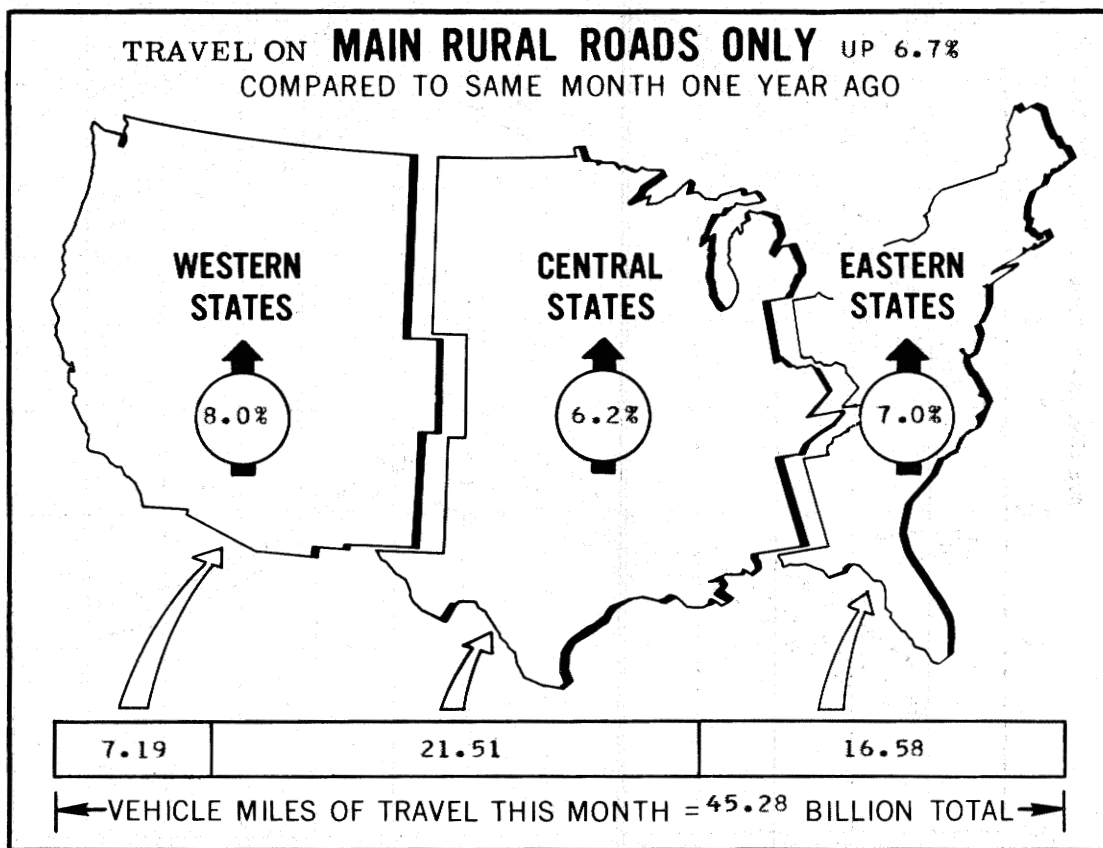 TRAVEL ON MAIN RURAL ROADS ONLY UP 6.7%
COMPARED TO SAME MONTH ONE YEAR AGO
WESTERN
STATES
8.0%
CENTRAL
STATES
6.2%
EASTERN
STATES
7.0%
7.19 21.51 16.58
VEHICLE MILES OF TRAVEL THIS MONTH = 45.28 BILLION TOTAL